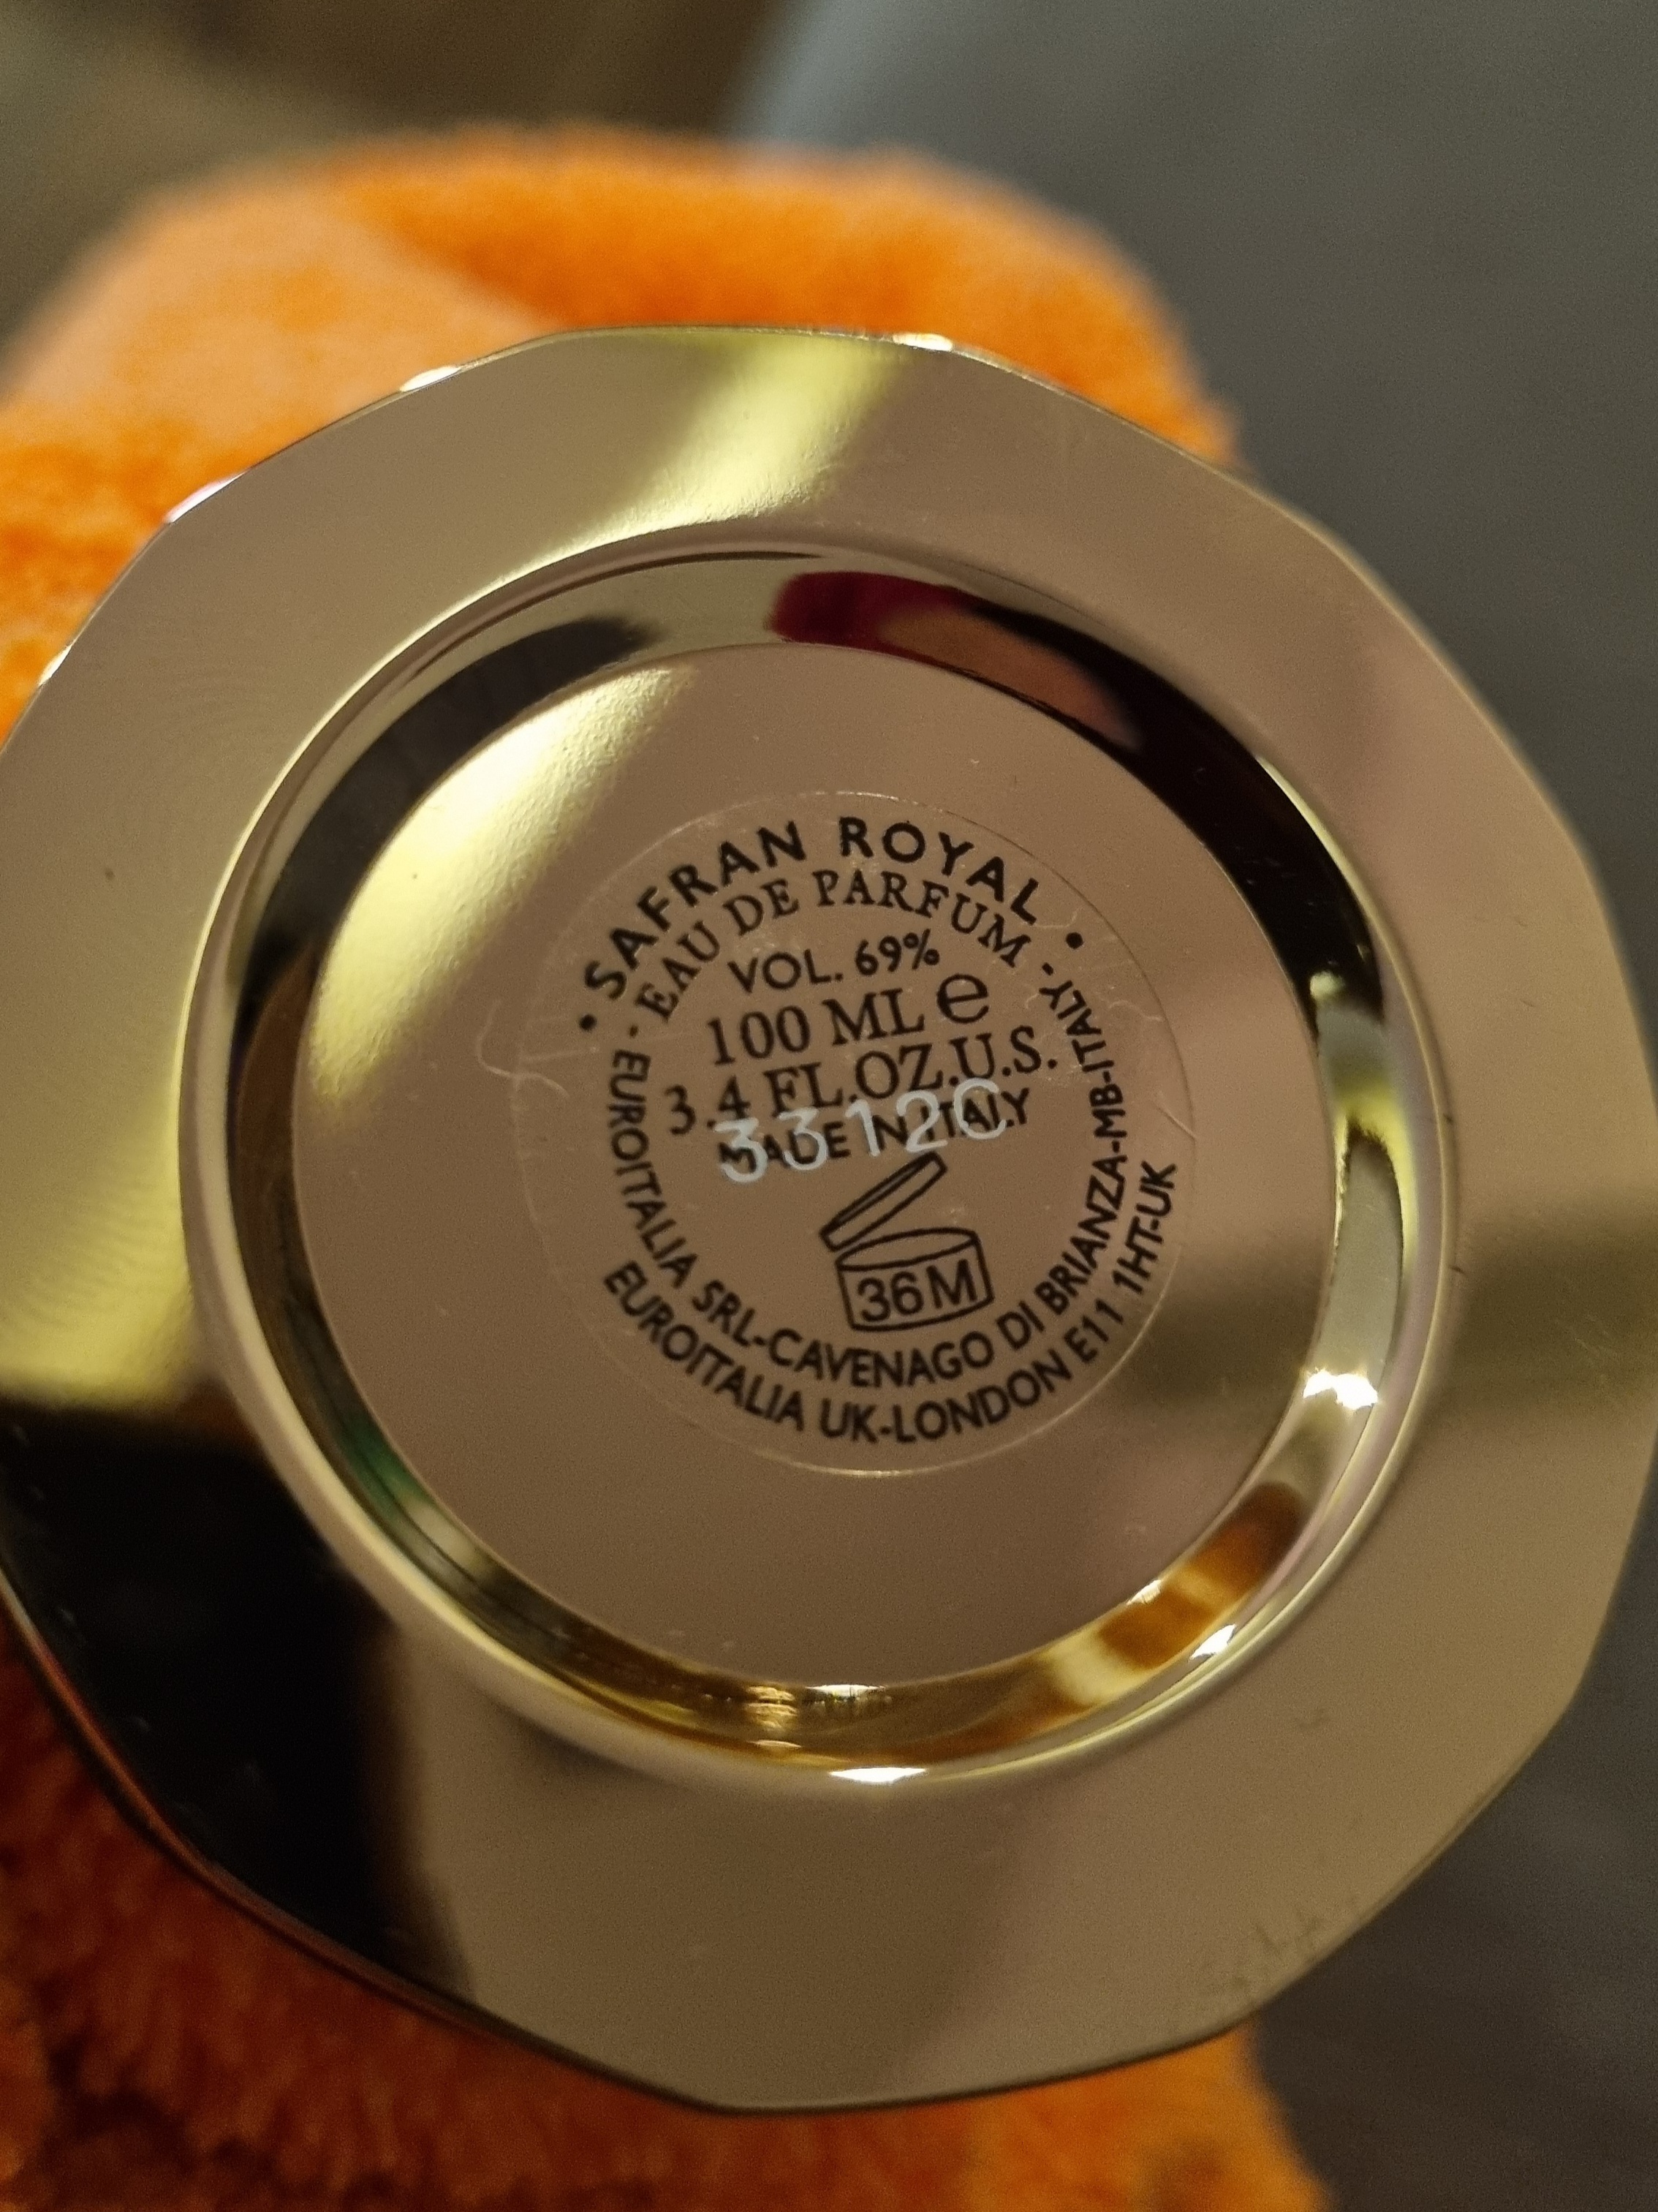 • SAFRAN ROYAL •
- EAU DE PARFUM -
VOL. 69%
100 ML e
3.4 FL.OZ.U.S.
MADE IN ITALY
33120
36M
EUROITALIA SRL-CAVENAGO DI BRIANZA-MB-ITALY
EUROITALIA UK-LONDON E11 1HT-UK